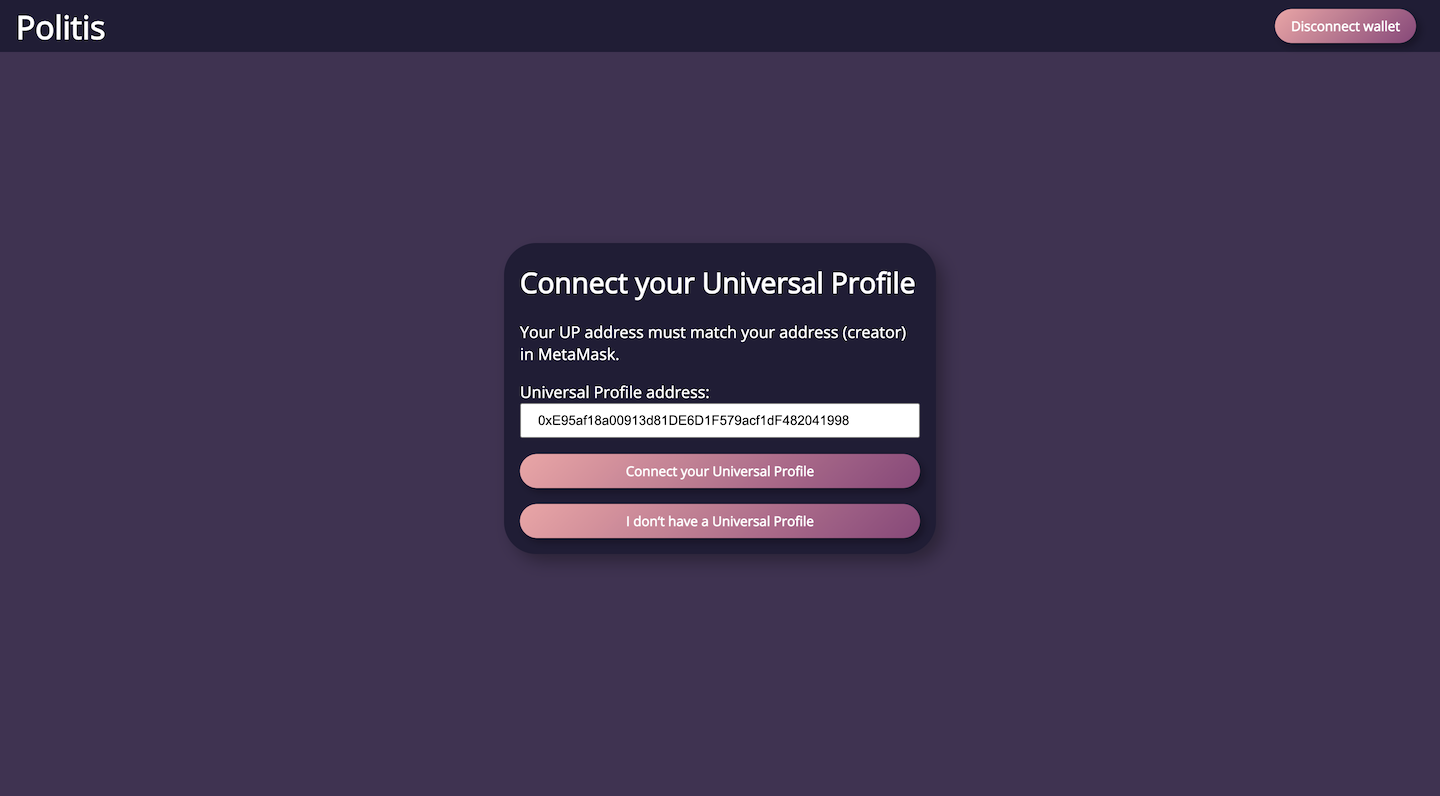 Politis
Disconnect wallet
Connect your Universal Profile
Your UP address must match your address (creator)
in MetaMask.
Universal Profile address:
0xE95af18a00913d81DE6D1F579acf1dF482041998
Connect your Universal Profile
I don't have a Universal Profile